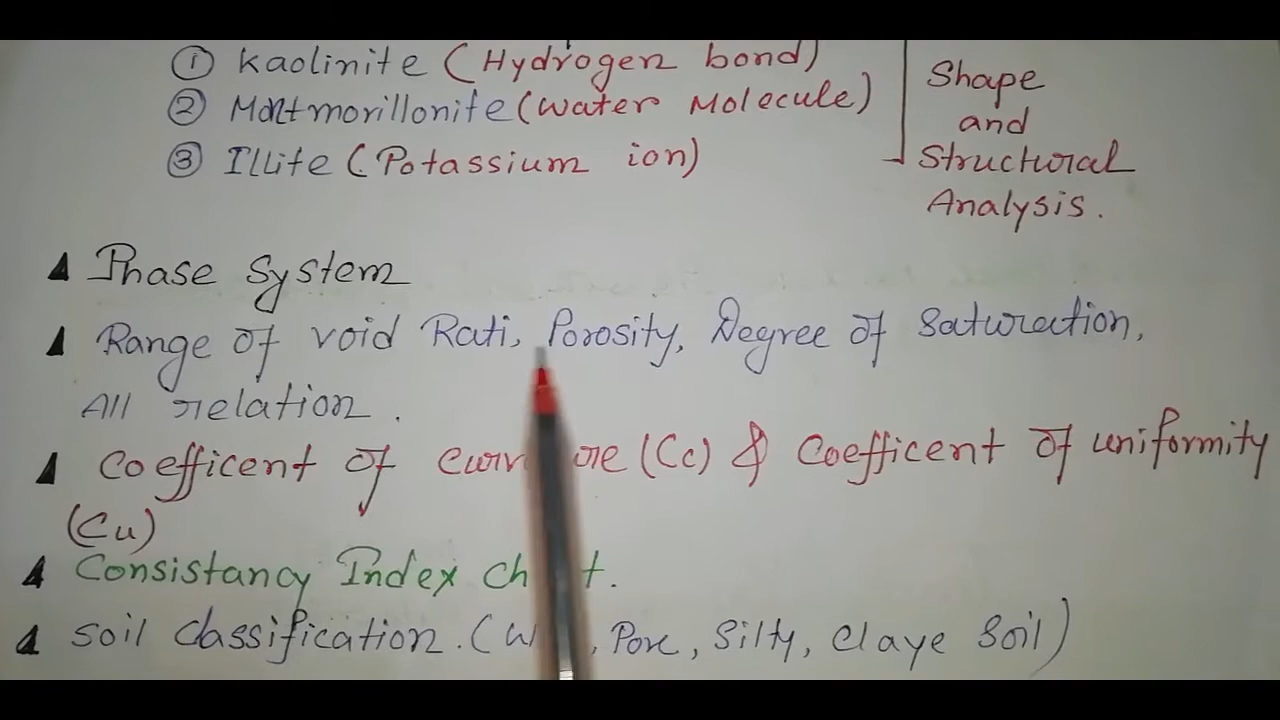 ① Kaolinite (Hydrogen bond)
② Montmorillonite (Water Molecule)
③ Illite (Potassium ion)
Shape
and
Structural
Analysis.
Phase System
Range of void Rati, Porosity, Degree of Saturation,
All relation.
Coefficent of (Cc) & Coefficent of uniformity
(Cu)
Consistancy Index
Soil classification. (, Pore, Silty, Claye Soil)